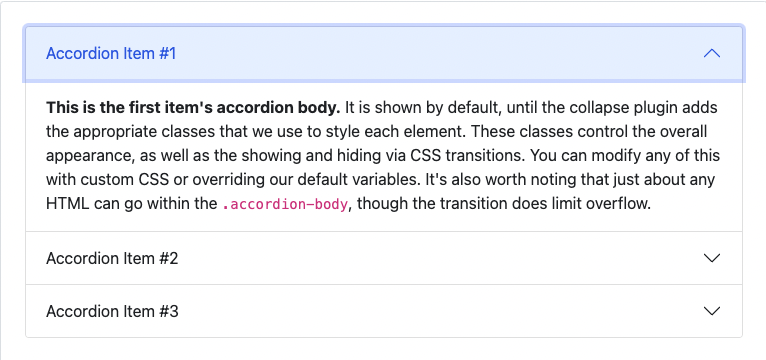 Accordion Item #1
This is the first item's accordion body. It is shown by default, until the collapse plugin adds
the appropriate classes that we use to style each element. These classes control the overall
appearance, as well as the showing and hiding via CSS transitions. You can modify any of this
with custom CSS or overriding our default variables. It's also worth noting that just about any
HTML can go within the .accordion-body, though the transition does limit overflow.
Accordion Item #2
Accordion Item #3